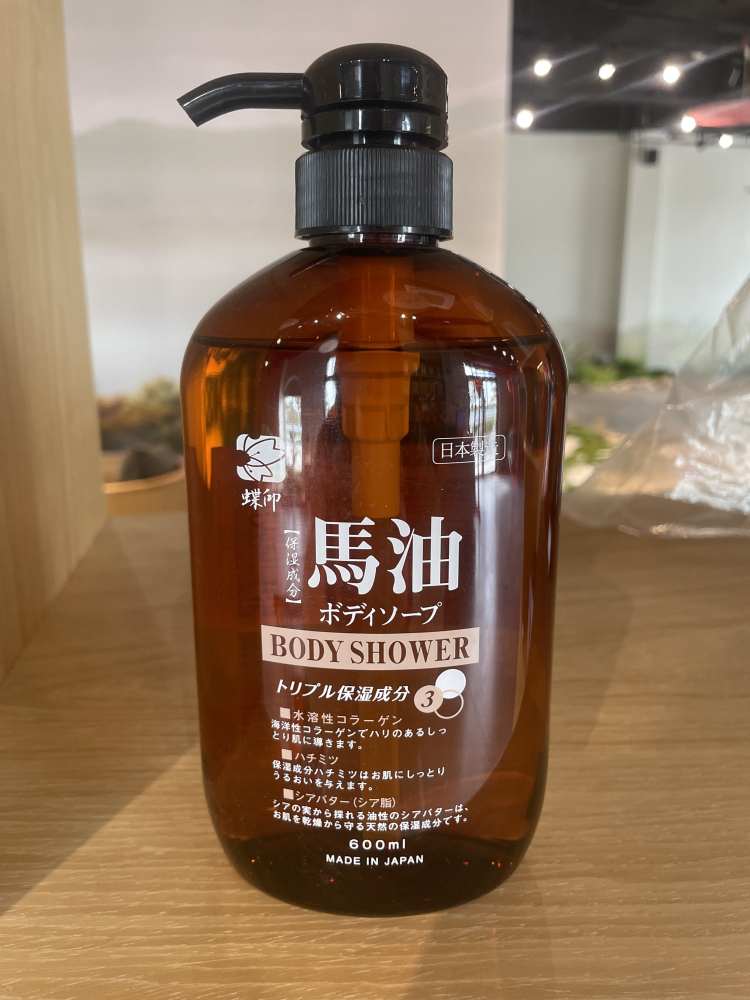 日本製造
蝶印
【保湿成分】
馬油
ボディソープ
BODY SHOWER
トリプル保湿成分 3
■水溶性コラーゲン
海洋性コラーゲンでハリのあるしっ
とり肌に導きます。
■ハチミツ
保湿成分ハチミツはお肌にしっとり
うるおいを与えます。
■シアバター(シア脂)
シアの実から採れる油性のシアバターは、
お肌を乾燥から守る天然の保湿成分です。
600ml
MADE IN JAPAN